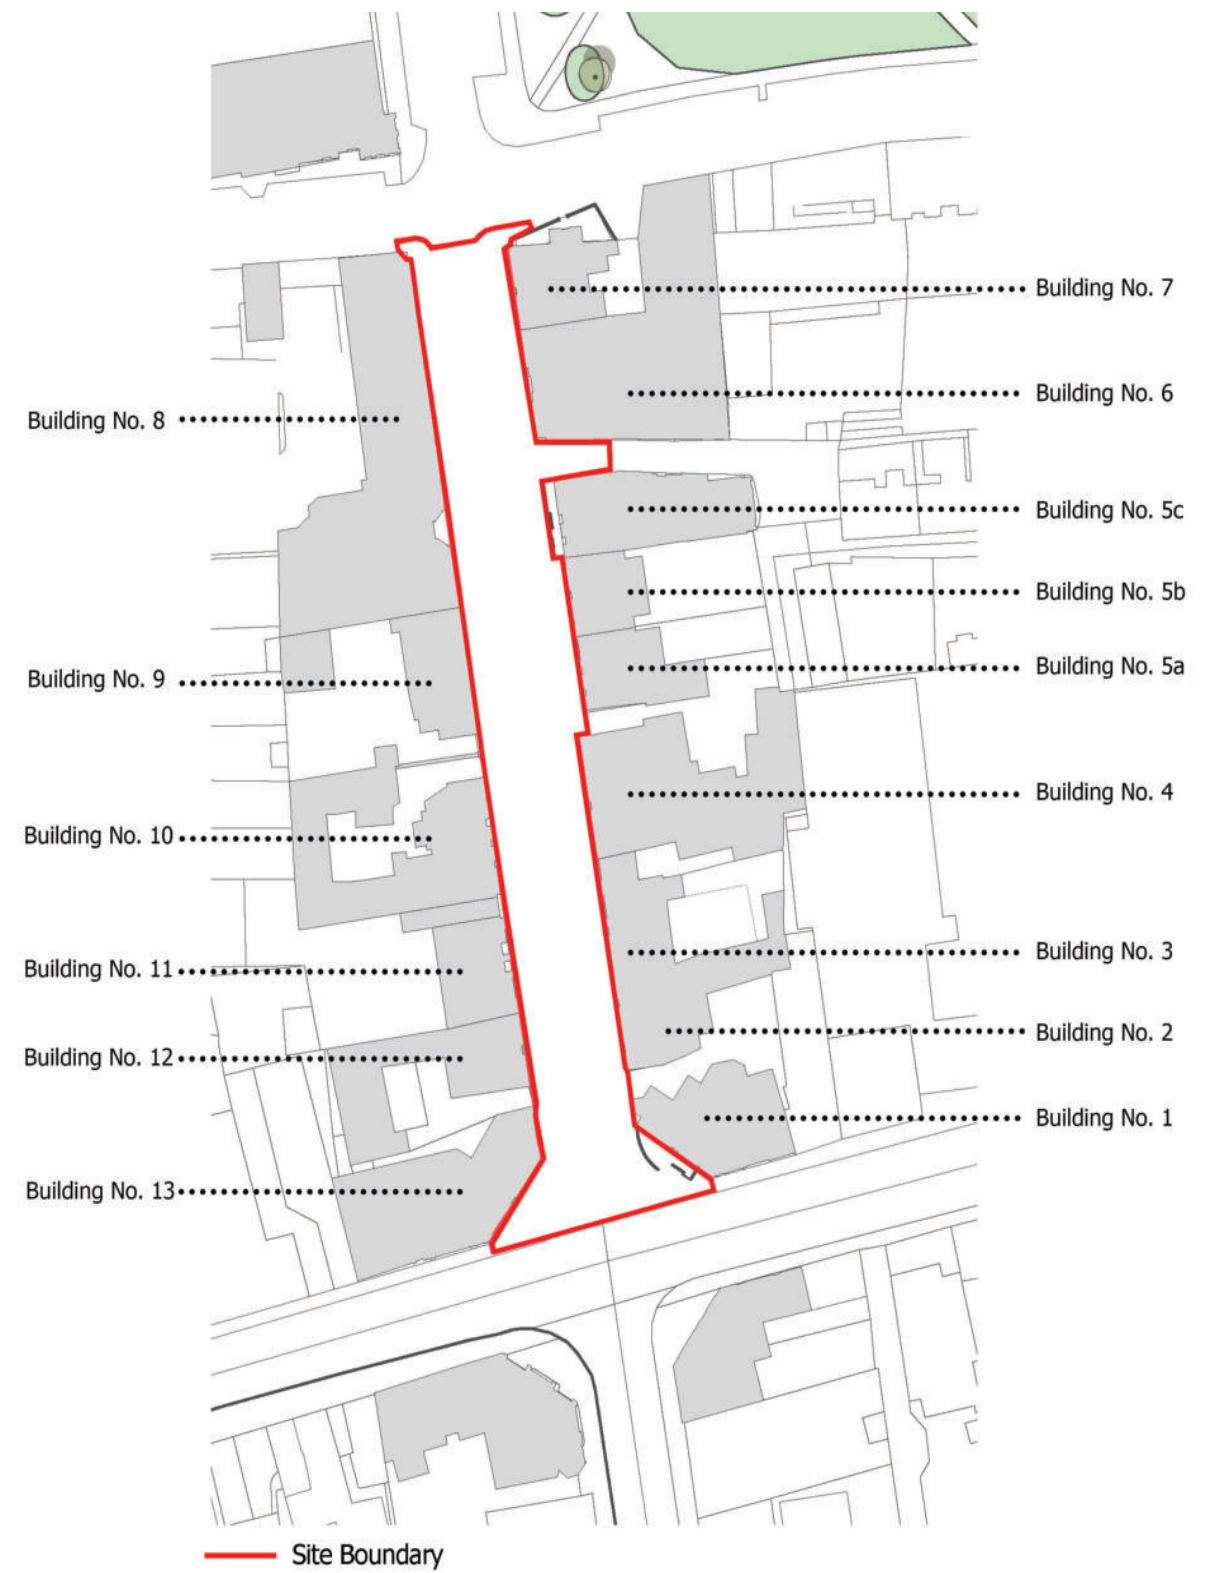 Building No. 7
Building No. 6
Building No. 8
Building No. 5c
Building No. 5b
Building No. 5a
Building No. 9
Building No. 4
Building No. 10
Building No. 3
Building No. 11
Building No. 2
Building No. 12
Building No. 1
Building No. 13
Site Boundary